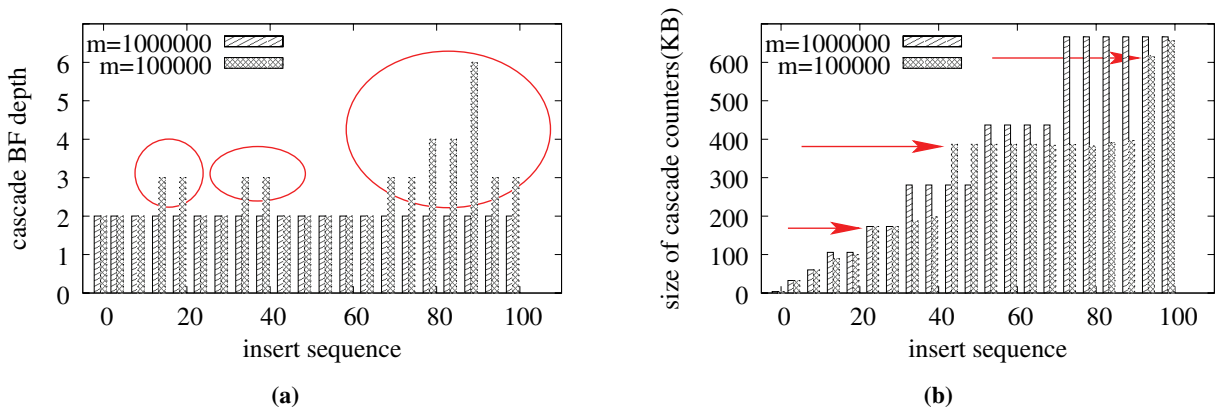 m=1000000
m=100000
cascade BF depth
6
5
4
3
2
1
0
0 20 40 60 80 100
insert sequence
(a)
m=1000000
m=100000
size of cascade counters(KB)
600
500
400
300
200
100
0
0 20 40 60 80 100
insert sequence
(b)